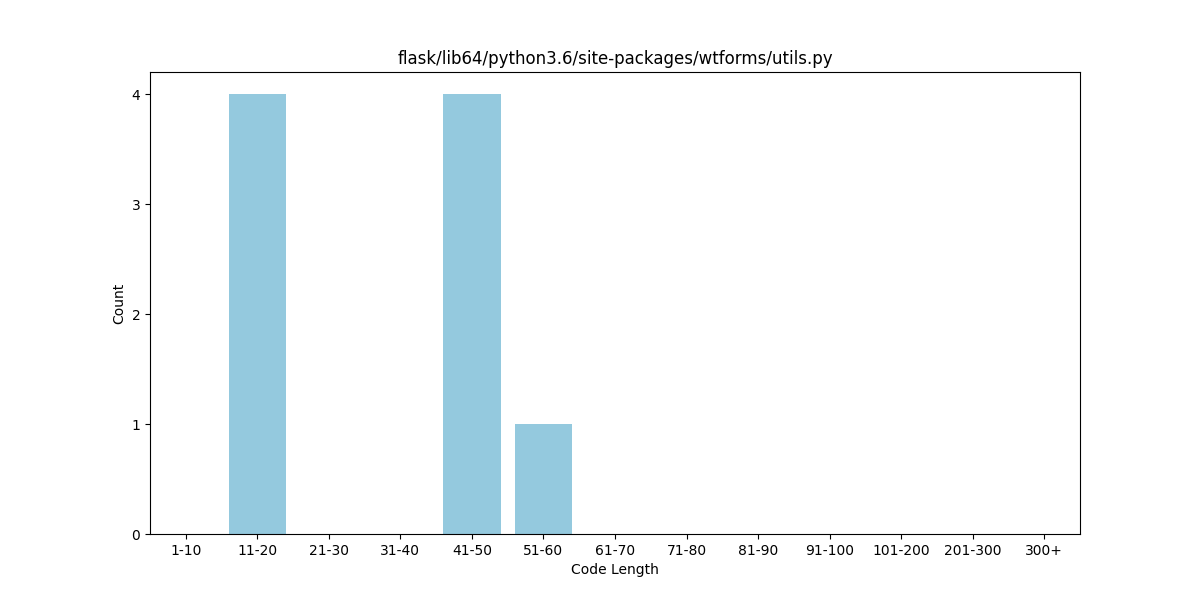 flask/lib64/python3.6/site-packages/wtforms/utils.py
4
3
2
1
0
Count
1-10 11-20 21-30 31-40 41-50 51-60 61-70 71-80 81-90 91-100 101-200 201-300 300+
Code Length